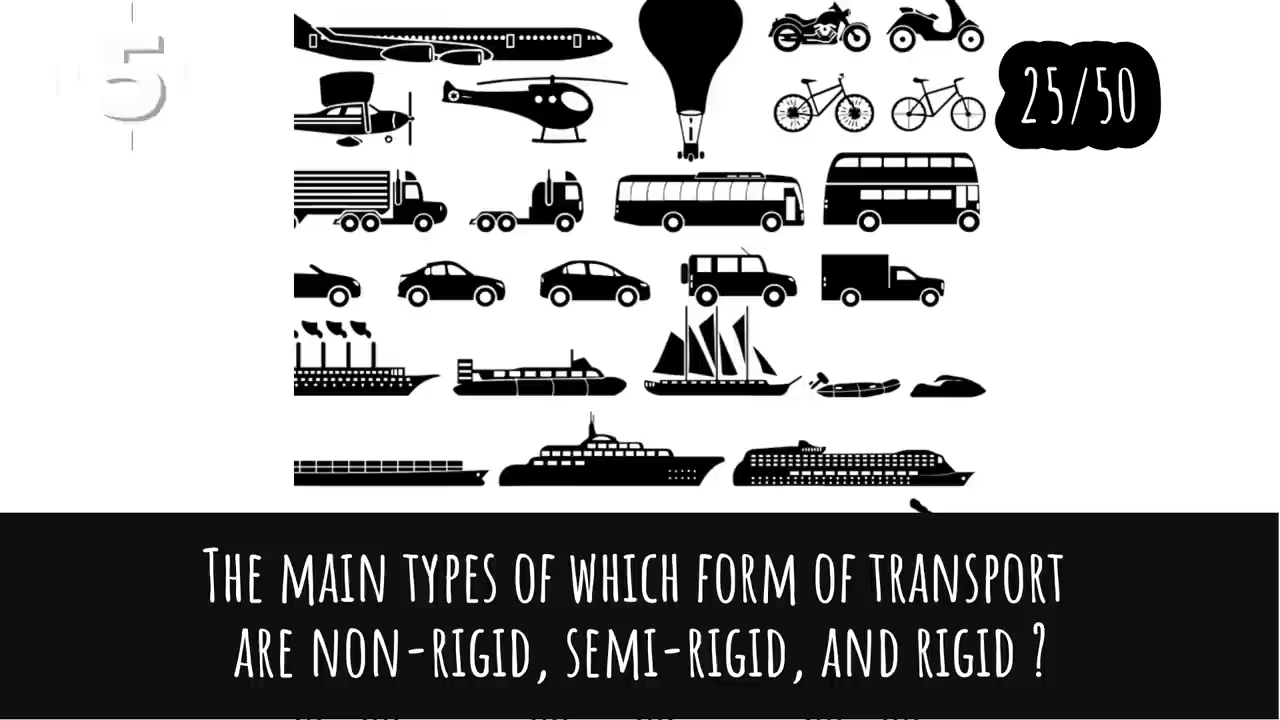 5
25/50
The main types of which form of transport
are non-rigid, semi-rigid, and rigid ?